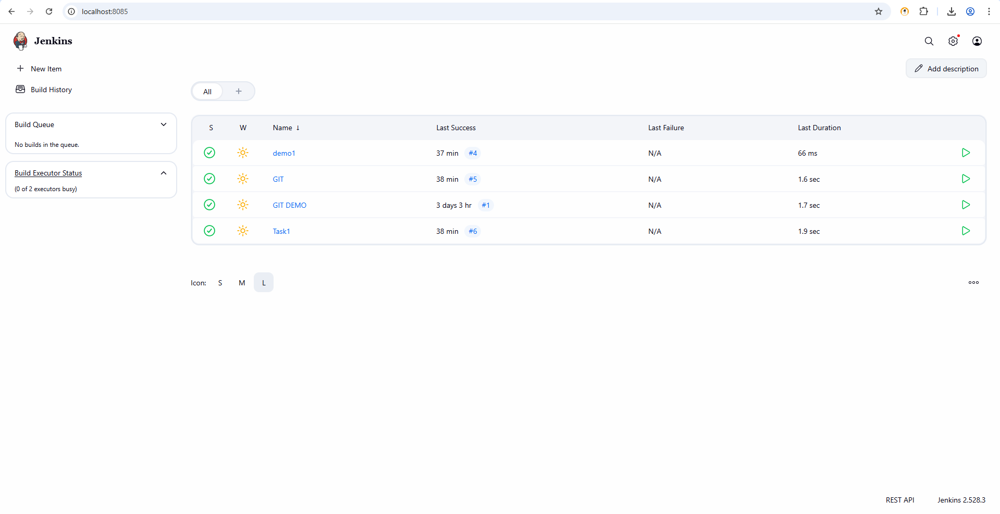 localhost:8085
Jenkins
New Item
Add description
Build History
All
Build Queue
No builds in the queue.
Build Executor Status
(0 of 2 executors busy)
S W Name ↓ Last Success Last Failure Last Duration
demo1 37 min #4 N/A 66 ms
GIT 38 min #5 N/A 1.6 sec
GIT DEMO 3 days 3 hr #1 N/A 1.7 sec
Task1 38 min #6 N/A 1.9 sec
Icon: S M L
REST API Jenkins 2.528.3